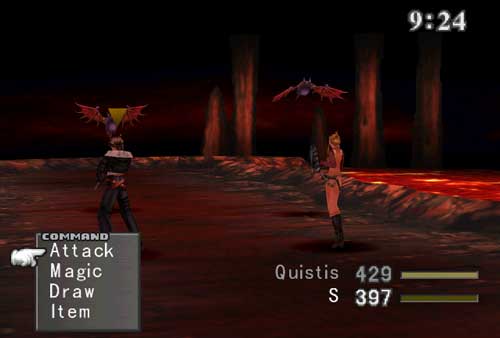 9:24
COMMAND
Attack
Magic
Draw
Item
Quistis 429
S 397